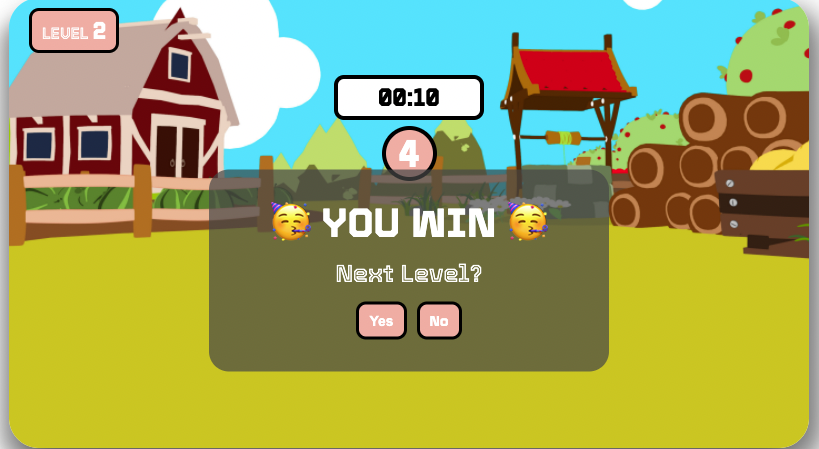 LEVEL 2
00:10
4
🥳 YOU WIN 🥳
Next Level?
Yes
No